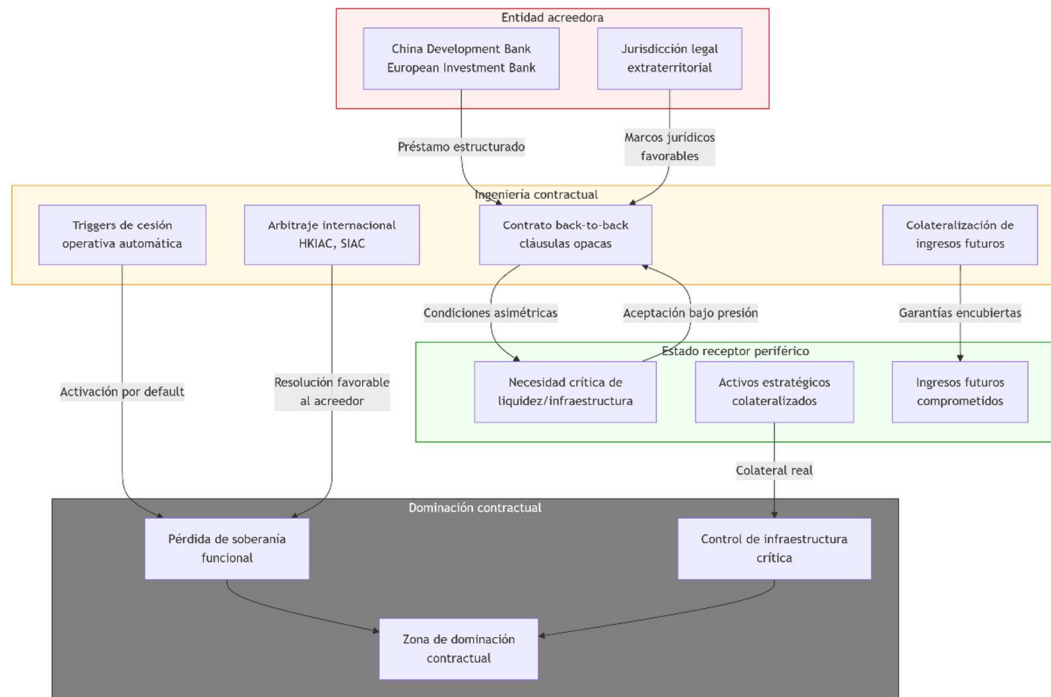 Entidad acreedora
China Development Bank
European Investment Bank
Jurisdicción legal
extraterritorial
Préstamo estructurado
Marcos jurídicos
favorables
Ingeniería contractual
Triggers de cesión
operativa automática
Arbitraje internacional
HKIAC, SIAC
Contrato back-to-back
cláusulas opacas
Colateralización de
ingresos futuros
Condiciones asimétricas
Aceptación bajo presión
Garantías encubiertas
Estado receptor periférico
Activación por default
Resolución favorable
al acreedor
Necesidad crítica de
liquidez/infraestructura
Activos estratégicos
colateralizados
Ingresos futuros
comprometidos
Colateral real
Dominación contractual
Pérdida de soberanía
funcional
Control de infraestructura
crítica
Zona de dominación
contractual